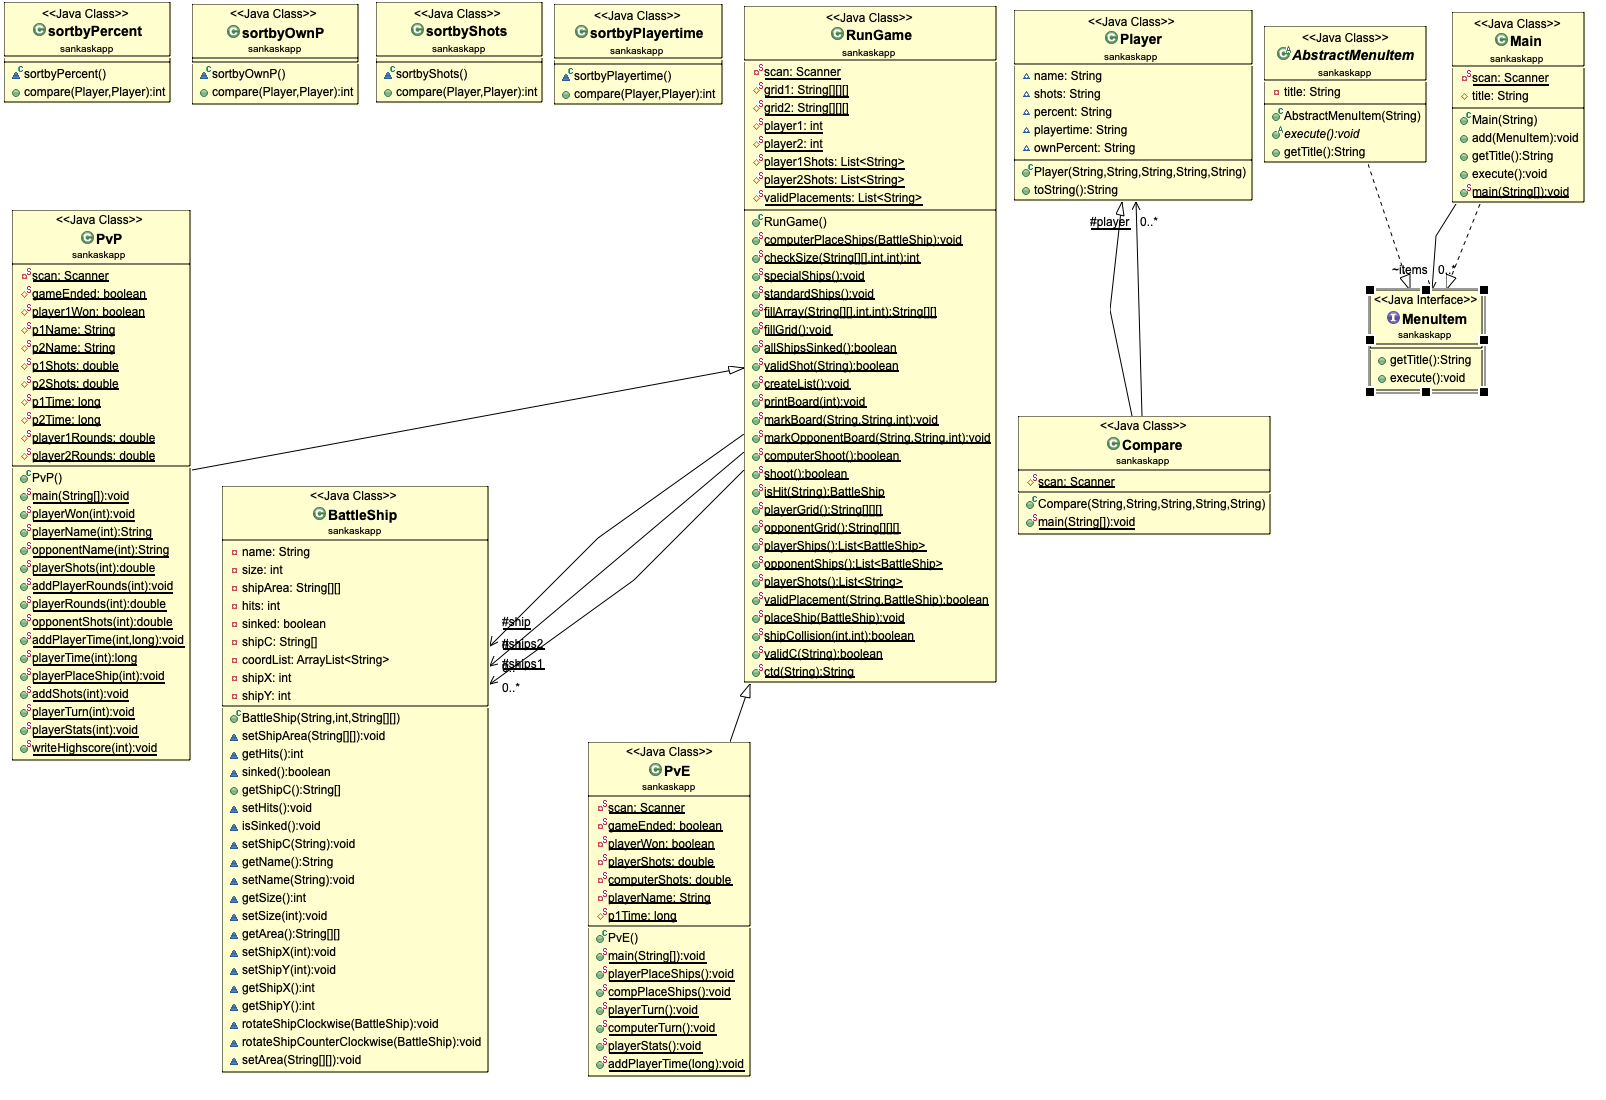 <<Java Class>>
sortbyPercent
sankaskapp
sortbyPercent()
compare(Player,Player):int
<<Java Class>>
sortbyOwnP
sankaskapp
sortbyOwnP()
compare(Player,Player):int
<<Java Class>>
sortbyShots
sankaskapp
sortbyShots()
compare(Player,Player):int
<<Java Class>>
sortbyPlayertime
sankaskapp
sortbyPlayertime()
compare(Player,Player):int
<<Java Class>>
RunGame
sankaskapp
scan: Scanner
grid1: String[][][]
grid2: String[][][]
player1: int
player2: int
player1Shots: List<String>
player2Shots: List<String>
validPlacements: List<String>
RunGame()
computerPlaceShips(BattleShip):void
checkSize(String[][],int,int):int
specialShips():void
standardShips():void
fillArray(String[][],int,int):String[][]
fillGrid():void
allShipsSinked():boolean
validShot(String):boolean
createList():void
printBoard(int):void
markBoard(String,String,int):void
markOpponentBoard(String,String,int):void
computerShoot():boolean
shoot():boolean
isHit(String):BattleShip
playerGrid():String[][][]
opponentGrid():String[][][]
playerShips():List<BattleShip>
opponentShips():List<BattleShip>
playerShots():List<String>
validPlacement(String,BattleShip):boolean
placeShip(BattleShip):void
shipCollision(int,int):boolean
validC(String):boolean
ctd(String):String
<<Java Class>>
Player
sankaskapp
name: String
shots: String
percent: String
playertime: String
ownPercent: String
Player(String,String,String,String,String)
toString():String
<<Java Class>>
AbstractMenuItem
sankaskapp
title: String
AbstractMenuItem(String)
execute():void
getTitle():String
<<Java Class>>
Main
sankaskapp
scan: Scanner
title: String
Main(String)
add(MenuItem):void
getTitle():String
execute():void
main(String[]):void
#player 0..*
~items 0..*
<<Java Interface>>
MenuItem
sankaskapp
getTitle():String
execute():void
<<Java Class>>
Compare
sankaskapp
scan: Scanner
Compare(String,String,String,String,String)
main(String[]):void
<<Java Class>>
PvP
sankaskapp
scan: Scanner
gameEnded: boolean
player1Won: boolean
p1Name: String
p2Name: String
p1Shots: double
p2Shots: double
p1Time: long
p2Time: long
player1Rounds: double
player2Rounds: double
PvP()
main(String[]):void
playerWon(int):void
playerName(int):String
opponentName(int):String
playerShots(int):double
addPlayerRounds(int):void
playerRounds(int):double
opponentShots(int):double
addPlayerTime(int,long):void
playerTime(int):long
playerPlaceShip(int):void
addShots(int):void
playerTurn(int):void
playerStats(int):void
writeHighscore(int):void
<<Java Class>>
BattleShip
sankaskapp
name: String
size: int
shipArea: String[][]
hits: int
sinked: boolean
shipC: String[]
coordList: ArrayList<String>
shipX: int
shipY: int
BattleShip(String,int,String[][])
setShipArea(String[][]):void
getHits():int
sinked():boolean
getShipC():String[]
setHits():void
isSinked():void
setShipC(String):void
getName():String
setName(String):void
getSize():int
setSize(int):void
getArea():String[][]
setShipX(int):void
setShipY(int):void
getShipX():int
getShipY():int
rotateShipClockwise(BattleShip):void
rotateShipCounterClockwise(BattleShip):void
setArea(String[][]):void
#ship
#ships2
#ships1
0..*
<<Java Class>>
PvE
sankaskapp
scan: Scanner
gameEnded: boolean
playerWon: boolean
playerShots: double
computerShots: double
playerName: String
p1Time: long
PvE()
main(String[]):void
playerPlaceShips():void
compPlaceShips():void
playerTurn():void
computerTurn():void
playerStats():void
addPlayerTime(long):void